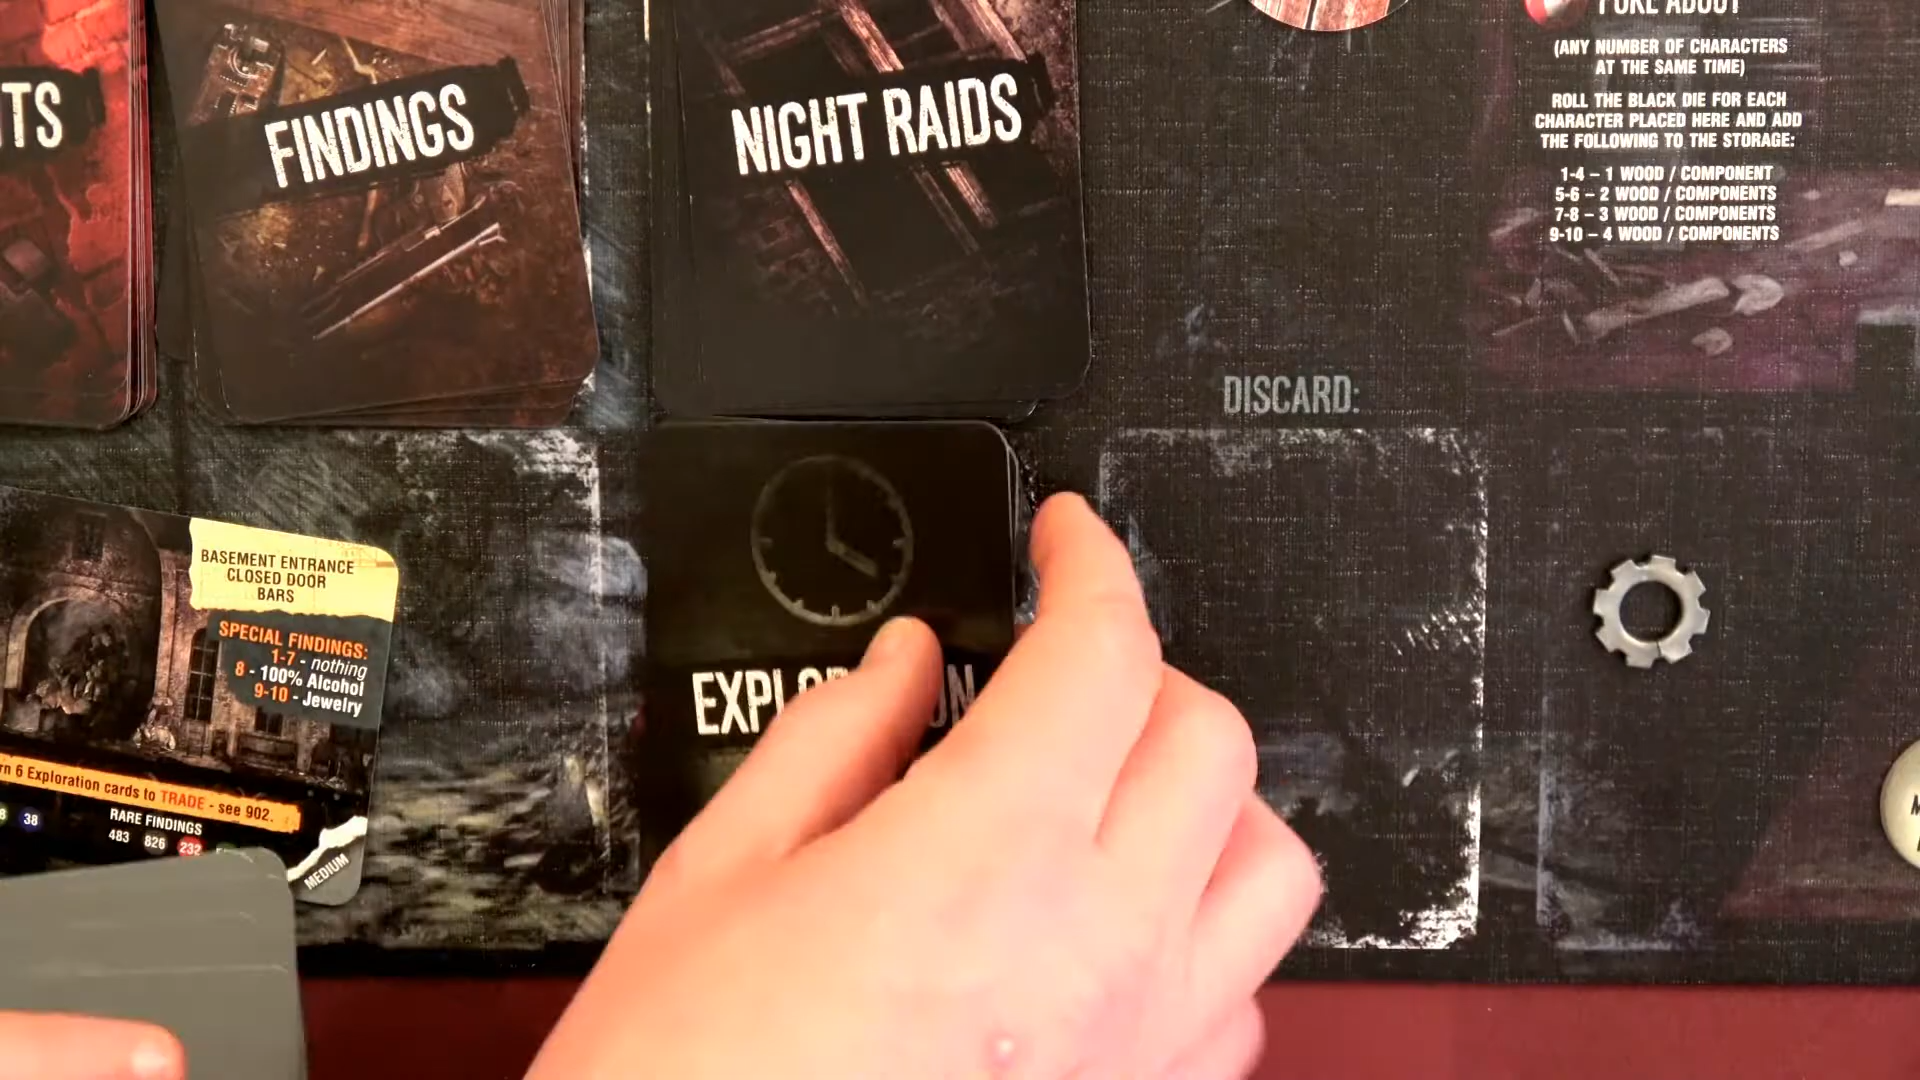 TS
FINDINGS
NIGHT RAIDS
POKE ABOUT
(ANY NUMBER OF CHARACTERS
AT THE SAME TIME)
ROLL THE BLACK DIE FOR EACH
CHARACTER PLACED HERE AND ADD
THE FOLLOWING TO THE STORAGE:
1-4 – 1 WOOD / COMPONENT
5-6 – 2 WOOD / COMPONENTS
7-8 – 3 WOOD / COMPONENTS
9-10 – 4 WOOD / COMPONENTS
DISCARD:
BASEMENT ENTRANCE
CLOSED DOOR
BARS
SPECIAL FINDINGS:
1-7 - nothing
8 - 100% Alcohol
9-10 - Jewelry
rn 6 Exploration cards to TRADE - see 902.
38
RARE FINDINGS
483 826 232
MEDIUM